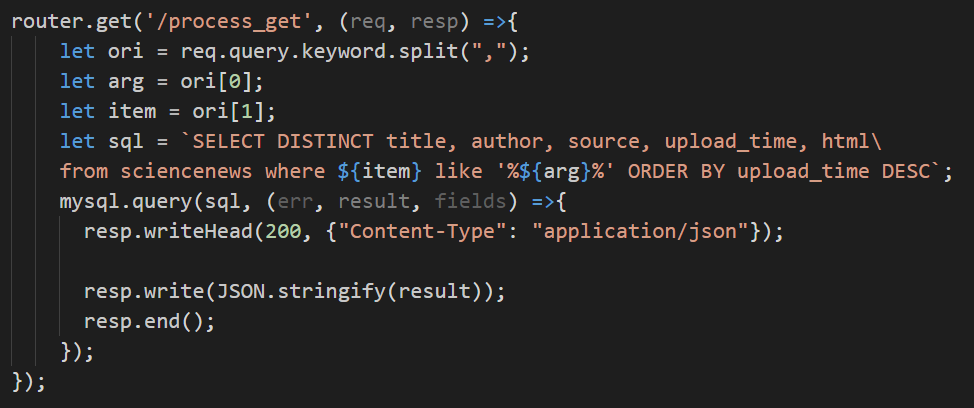 router.get('/process_get', (req, resp) =>{
    let ori = req.query.keyword.split(",");
    let arg = ori[0];
    let item = ori[1];
    let sql = `SELECT DISTINCT title, author, source, upload_time, html\
    from sciencenews where ${item} like '%${arg}%' ORDER BY upload_time DESC`;
    mysql.query(sql, (err, result, fields) =>{
      resp.writeHead(200, {"Content-Type": "application/json"});

      resp.write(JSON.stringify(result));
      resp.end();
    });
});